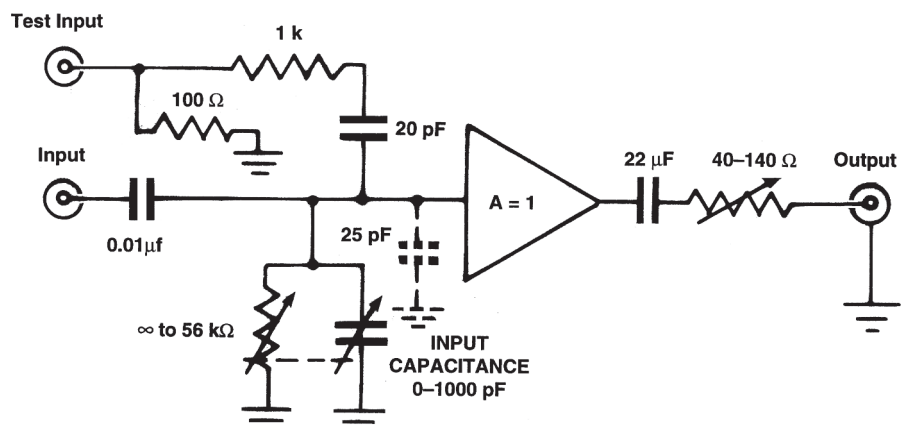 Test Input
1 k
100 Ω
20 pF
Input
0.01μf
25 pF
A = 1
22 μF
40–140 Ω
Output
∞ to 56 kΩ
INPUT
CAPACITANCE
0–1000 pF